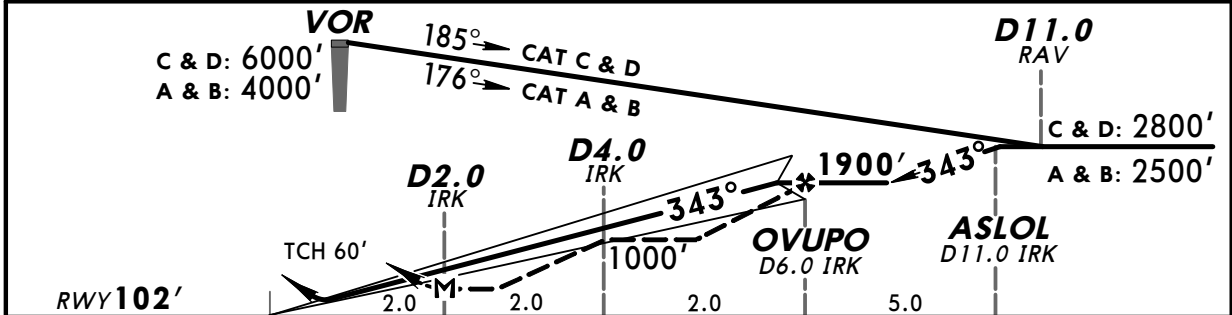 VOR
C & D: 6000'
A & B: 4000'
185° CAT C & D
176° CAT A & B
D11.0
RAV
C & D: 2800'
A & B: 2500'
D4.0
IRK
D2.0
IRK
1900'
343°
343°
TCH 60'
1000'
OVUPO
D6.0 IRK
ASLOL
D11.0 IRK
M
RWY 102'
2.0 2.0 2.0 5.0